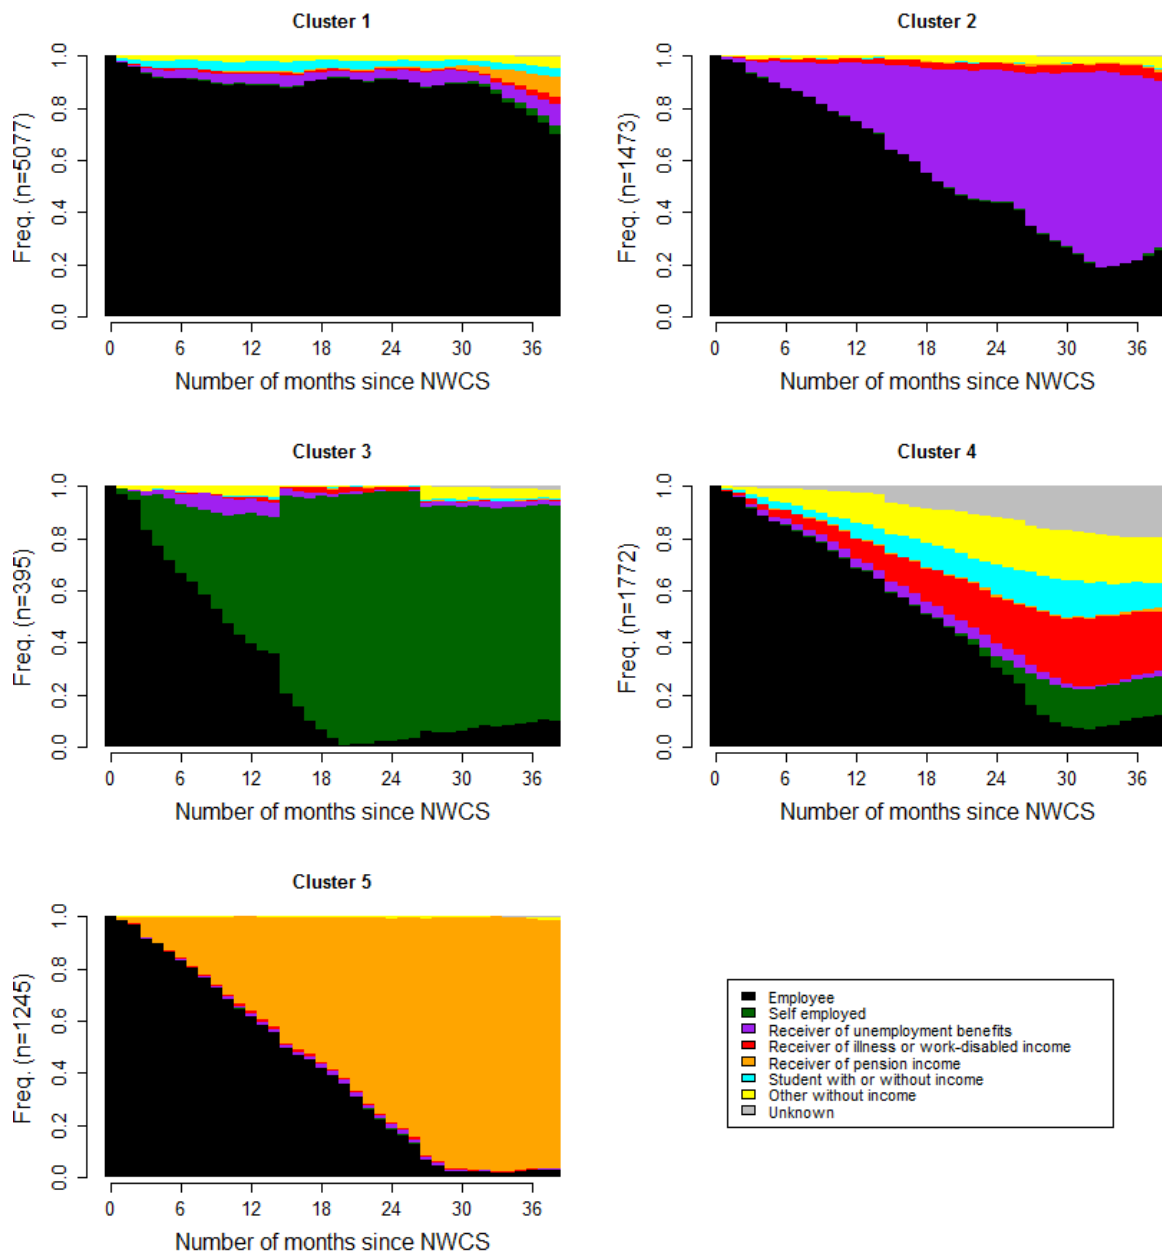 Cluster 1
Freq. (n=5077)
0.0 0.2 0.4 0.6 0.8 1.0
0 6 12 18 24 30 36
Number of months since NWCS
Cluster 2
Freq. (n=1473)
0.0 0.2 0.4 0.6 0.8 1.0
0 6 12 18 24 30 36
Number of months since NWCS
Cluster 3
Freq. (n=395)
0.0 0.2 0.4 0.6 0.8 1.0
0 6 12 18 24 30 36
Number of months since NWCS
Cluster 4
Freq. (n=1772)
0.0 0.2 0.4 0.6 0.8 1.0
0 6 12 18 24 30 36
Number of months since NWCS
Cluster 5
Freq. (n=1245)
0.0 0.2 0.4 0.6 0.8 1.0
0 6 12 18 24 30 36
Number of months since NWCS
Employee
Self employed
Receiver of unemployment benefits
Receiver of illness or work-disabled income
Receiver of pension income
Student with or without income
Other without income
Unknown